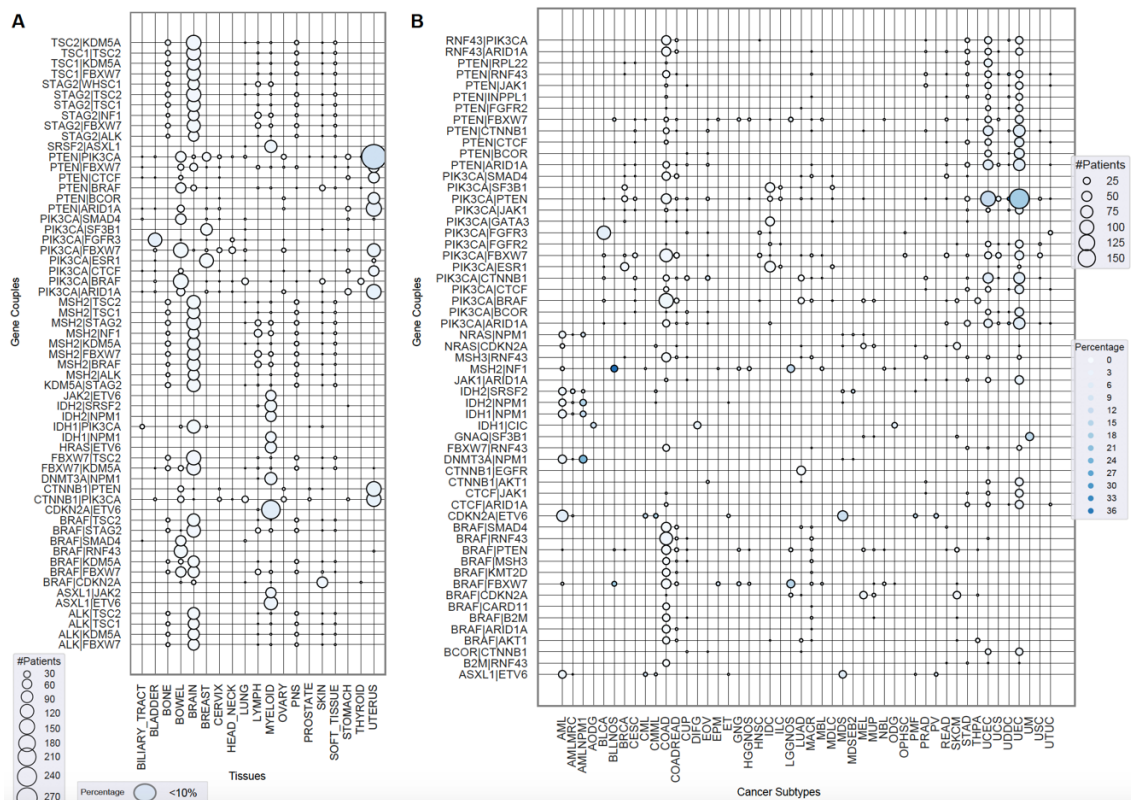 A
TSC2|KDM5A
TSC1|TSC2
TSC1|KDM5A
TSC1|FBXW7
STAG2|WHSC1
STAG2|TSC2
STAG2|TSC1
STAG2|NF1
STAG2|FBXW7
STAG2|ALK
SRSF2|ASXL1
PTEN|PIK3CA
PTEN|FBXW7
PTEN|CTCF
PTEN|BRAF
PTEN|BCOR
PTEN|ARID1A
PIK3CA|SMAD4
PIK3CA|SF3B1
PIK3CA|FGFR3
PIK3CA|FBXW7
PIK3CA|ESR1
PIK3CA|CTCF
PIK3CA|BRAF
PIK3CA|ARID1A
MSH2|TSC2
MSH2|TSC1
MSH2|STAG2
MSH2|NF1
MSH2|KDM5A
MSH2|FBXW7
MSH2|BRAF
MSH2|ALK
KDM5A|STAG2
JAK2|ETV6
IDH2|SRSF2
IDH2|NPM1
IDH1|PIK3CA
IDH1|NPM1
HRAS|ETV6
FBXW7|TSC2
FBXW7|KDM5A
DNMT3A|NPM1
CTNNB1|PTEN
CTNNB1|PIK3CA
CDKN2A|ETV6
BRAF|TSC2
BRAF|STAG2
BRAF|SMAD4
BRAF|RNF43
BRAF|KDM5A
BRAF|FBXW7
BRAF|CDKN2A
ASXL1|JAK2
ASXL1|ETV6
ALK|TSC2
ALK|TSC1
ALK|KDM5A
ALK|FBXW7
Gene Couples
BILIARY_TRACT
BLADDER
BONE
BOWEL
BRAIN
BREAST
CERVIX
HEAD_NECK
LUNG
LYMPH
MYELOID
OVARY
PNS
PROSTATE
SKIN
SOFT_TISSUE
STOMACH
THYROID
UTERUS
Tissues
#Patients
30
60
90
120
150
180
210
240
270
Percentage <10%
B
RNF43|PIK3CA
RNF43|ARID1A
PTEN|RPL22
PTEN|RNF43
PTEN|JAK1
PTEN|INPPL1
PTEN|FGFR2
PTEN|FBXW7
PTEN|CTNNB1
PTEN|CTCF
PTEN|BCOR
PTEN|ARID1A
PIK3CA|SMAD4
PIK3CA|SF3B1
PIK3CA|PTEN
PIK3CA|JAK1
PIK3CA|GATA3
PIK3CA|FGFR3
PIK3CA|FGFR2
PIK3CA|FBXW7
PIK3CA|ESR1
PIK3CA|CTNNB1
PIK3CA|CTCF
PIK3CA|BRAF
PIK3CA|BCOR
PIK3CA|ARID1A
NRAS|NPM1
NRAS|CDKN2A
MSH3|RNF43
MSH2|NF1
JAK1|ARID1A
IDH2|SRSF2
IDH2|NPM1
IDH1|NPM1
IDH1|CIC
GNAQ|SF3B1
FBXW7|RNF43
DNMT3A|NPM1
CTNNB1|EGFR
CTNNB1|AKT1
CTCF|JAK1
CTCF|ARID1A
CDKN2A|ETV6
BRAF|SMAD4
BRAF|RNF43
BRAF|PTEN
BRAF|MSH3
BRAF|KMT2D
BRAF|FBXW7
BRAF|CDKN2A
BRAF|CARD11
BRAF|B2M
BRAF|ARID1A
BRAF|AKT1
BCOR|CTNNB1
B2M|RNF43
ASXL1|ETV6
Gene Couples
AML
AMLMRC
AMLNPM1
AODG
BLCA
BLLNOS
BRCA
CESC
CML
CMML
COAD
COADREAD
CUP
DIFG
EOV
EPM
ET
GNG
HGGNOS
HNSC
IDC
ILC
LGGNOS
LUAD
MACR
MBL
MDLC
MDS
MDSEB2
MEL
MUP
NBL
ODG
OPHSC
PMF
PRAD
PV
READ
SKCM
STAD
THPA
UCEC
UCS
UDDC
UEC
UM
USC
UTUC
Cancer Subtypes
#Patients
25
50
75
100
125
150
Percentage
0
3
6
9
12
15
18
21
24
27
30
33
36